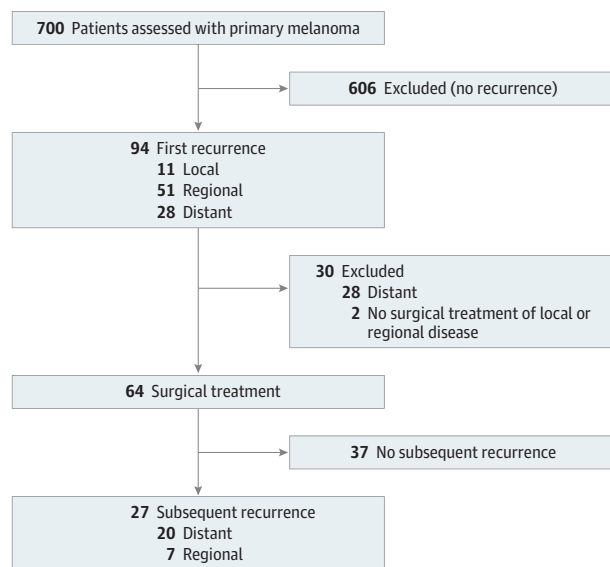 700 Patients assessed with primary melanoma
606 Excluded (no recurrence)
94 First recurrence
11 Local
51 Regional
28 Distant
30 Excluded
28 Distant
2 No surgical treatment of local or
regional disease
64 Surgical treatment
37 No subsequent recurrence
27 Subsequent recurrence
20 Distant
7 Regional